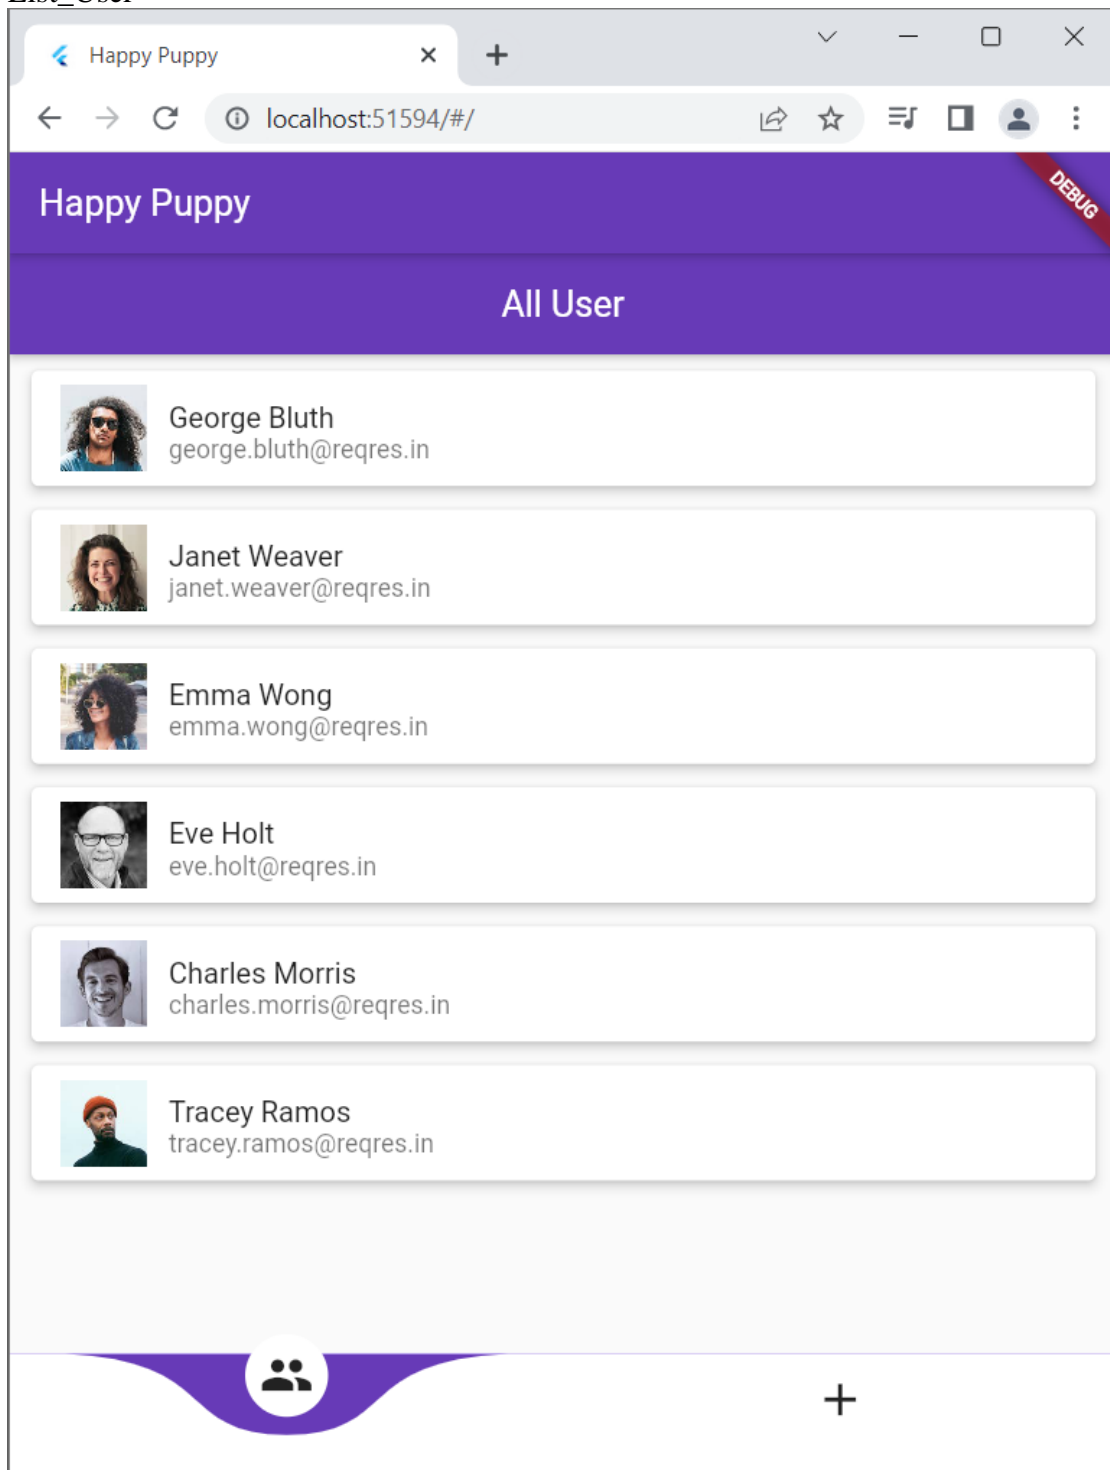 List_User
Happy Puppy
localhost:51594/#/
Happy Puppy
DEBUG
All User
George Bluth
george.bluth@reqres.in
Janet Weaver
janet.weaver@reqres.in
Emma Wong
emma.wong@reqres.in
Eve Holt
eve.holt@reqres.in
Charles Morris
charles.morris@reqres.in
Tracey Ramos
tracey.ramos@reqres.in